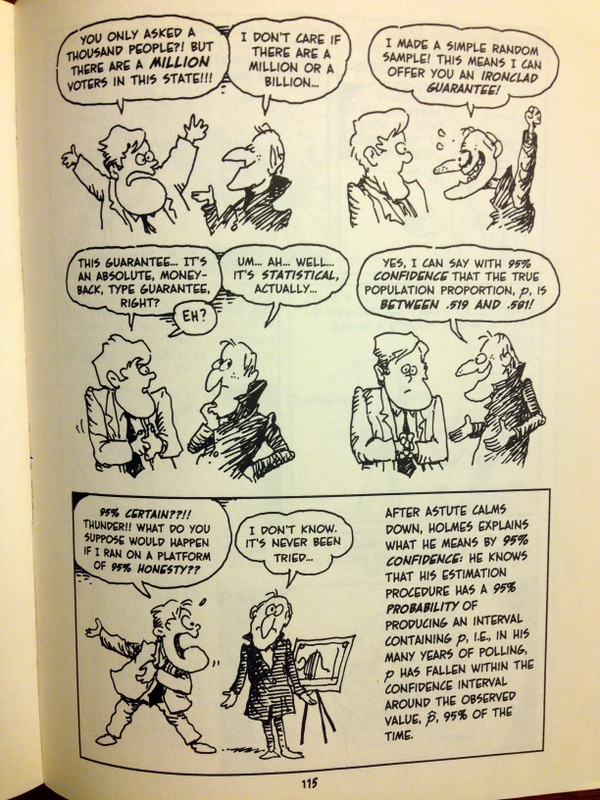 YOU ONLY ASKED A
THOUSAND PEOPLE?! BUT
THERE ARE A MILLION
VOTERS IN THIS STATE!!!
I DON'T CARE IF
THERE ARE A
MILLION OR A
BILLION...
I MADE A SIMPLE RANDOM
SAMPLE! THIS MEANS I CAN
OFFER YOU AN IRONCLAD
GUARANTEE!
THIS GUARANTEE... IT'S
AN ABSOLUTE, MONEY-
BACK, TYPE GUARANTEE,
RIGHT?
EH?
UM... AH... WELL...
IT'S STATISTICAL,
ACTUALLY...
YES, I CAN SAY WITH 95%
CONFIDENCE THAT THE TRUE
POPULATION PROPORTION, p, IS
BETWEEN .519 AND .581!
95% CERTAIN??!!
THUNDER!! WHAT DO YOU
SUPPOSE WOULD HAPPEN
IF I RAN ON A PLATFORM
OF 95% HONESTY??
I DON'T KNOW.
IT'S NEVER BEEN
TRIED...
AFTER ASTUTE CALMS
DOWN, HOLMES EXPLAINS
WHAT HE MEANS BY 95%
CONFIDENCE: HE KNOWS
THAT HIS ESTIMATION
PROCEDURE HAS A 95%
PROBABILITY OF
PRODUCING AN INTERVAL
CONTAINING p, I.E., IN HIS
MANY YEARS OF POLLING,
p HAS FALLEN WITHIN THE
CONFIDENCE INTERVAL
AROUND THE OBSERVED
VALUE, p̂, 95% OF THE
TIME.
115